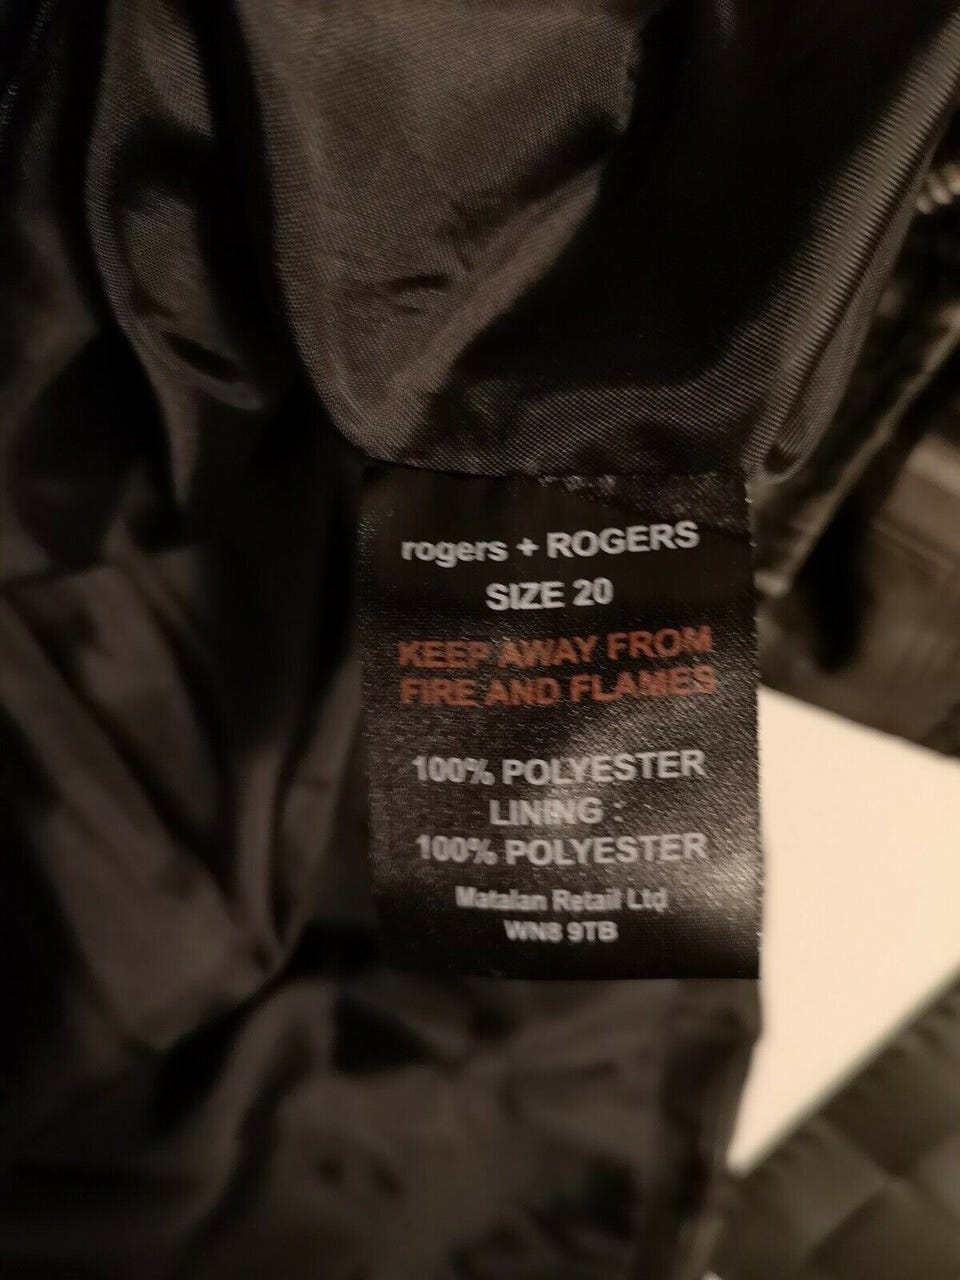 rogers + ROGERS
SIZE 20
KEEP AWAY FROM
FIRE AND FLAMES
100% POLYESTER
LINING :
100% POLYESTER
Matalan Retail Ltd
WN8 9TB